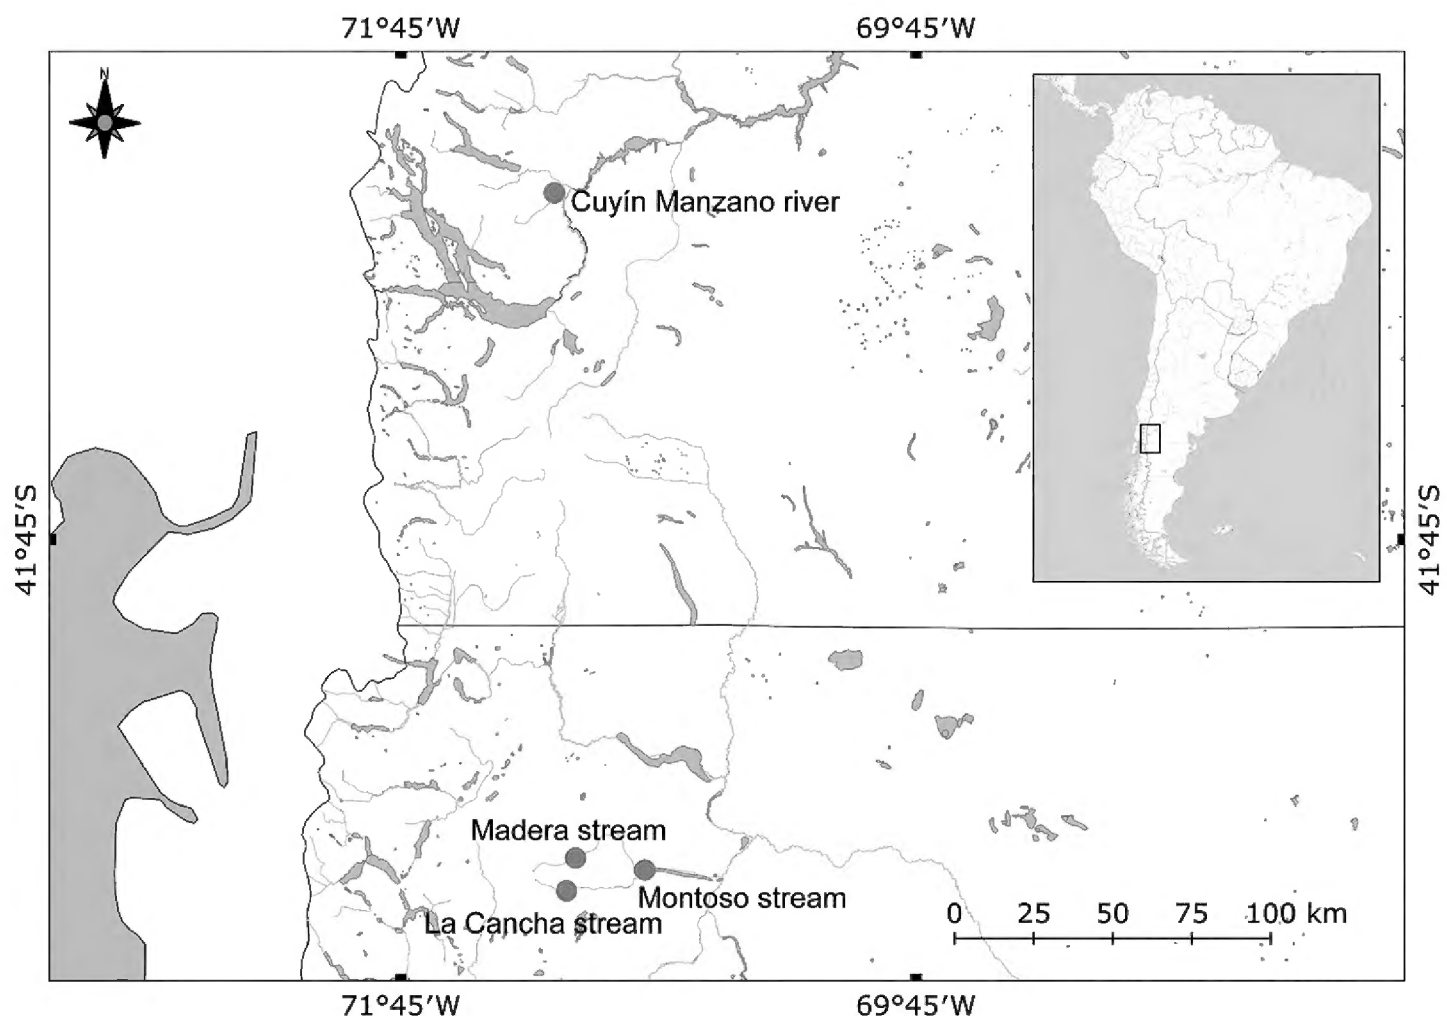 71°45′W 69°45′W
N
Cuyín Manzano river
41°45′S 41°45′S
Madera stream
Montoso stream
La Cancha stream
0 25 50 75 100 km
71°45′W 69°45′W